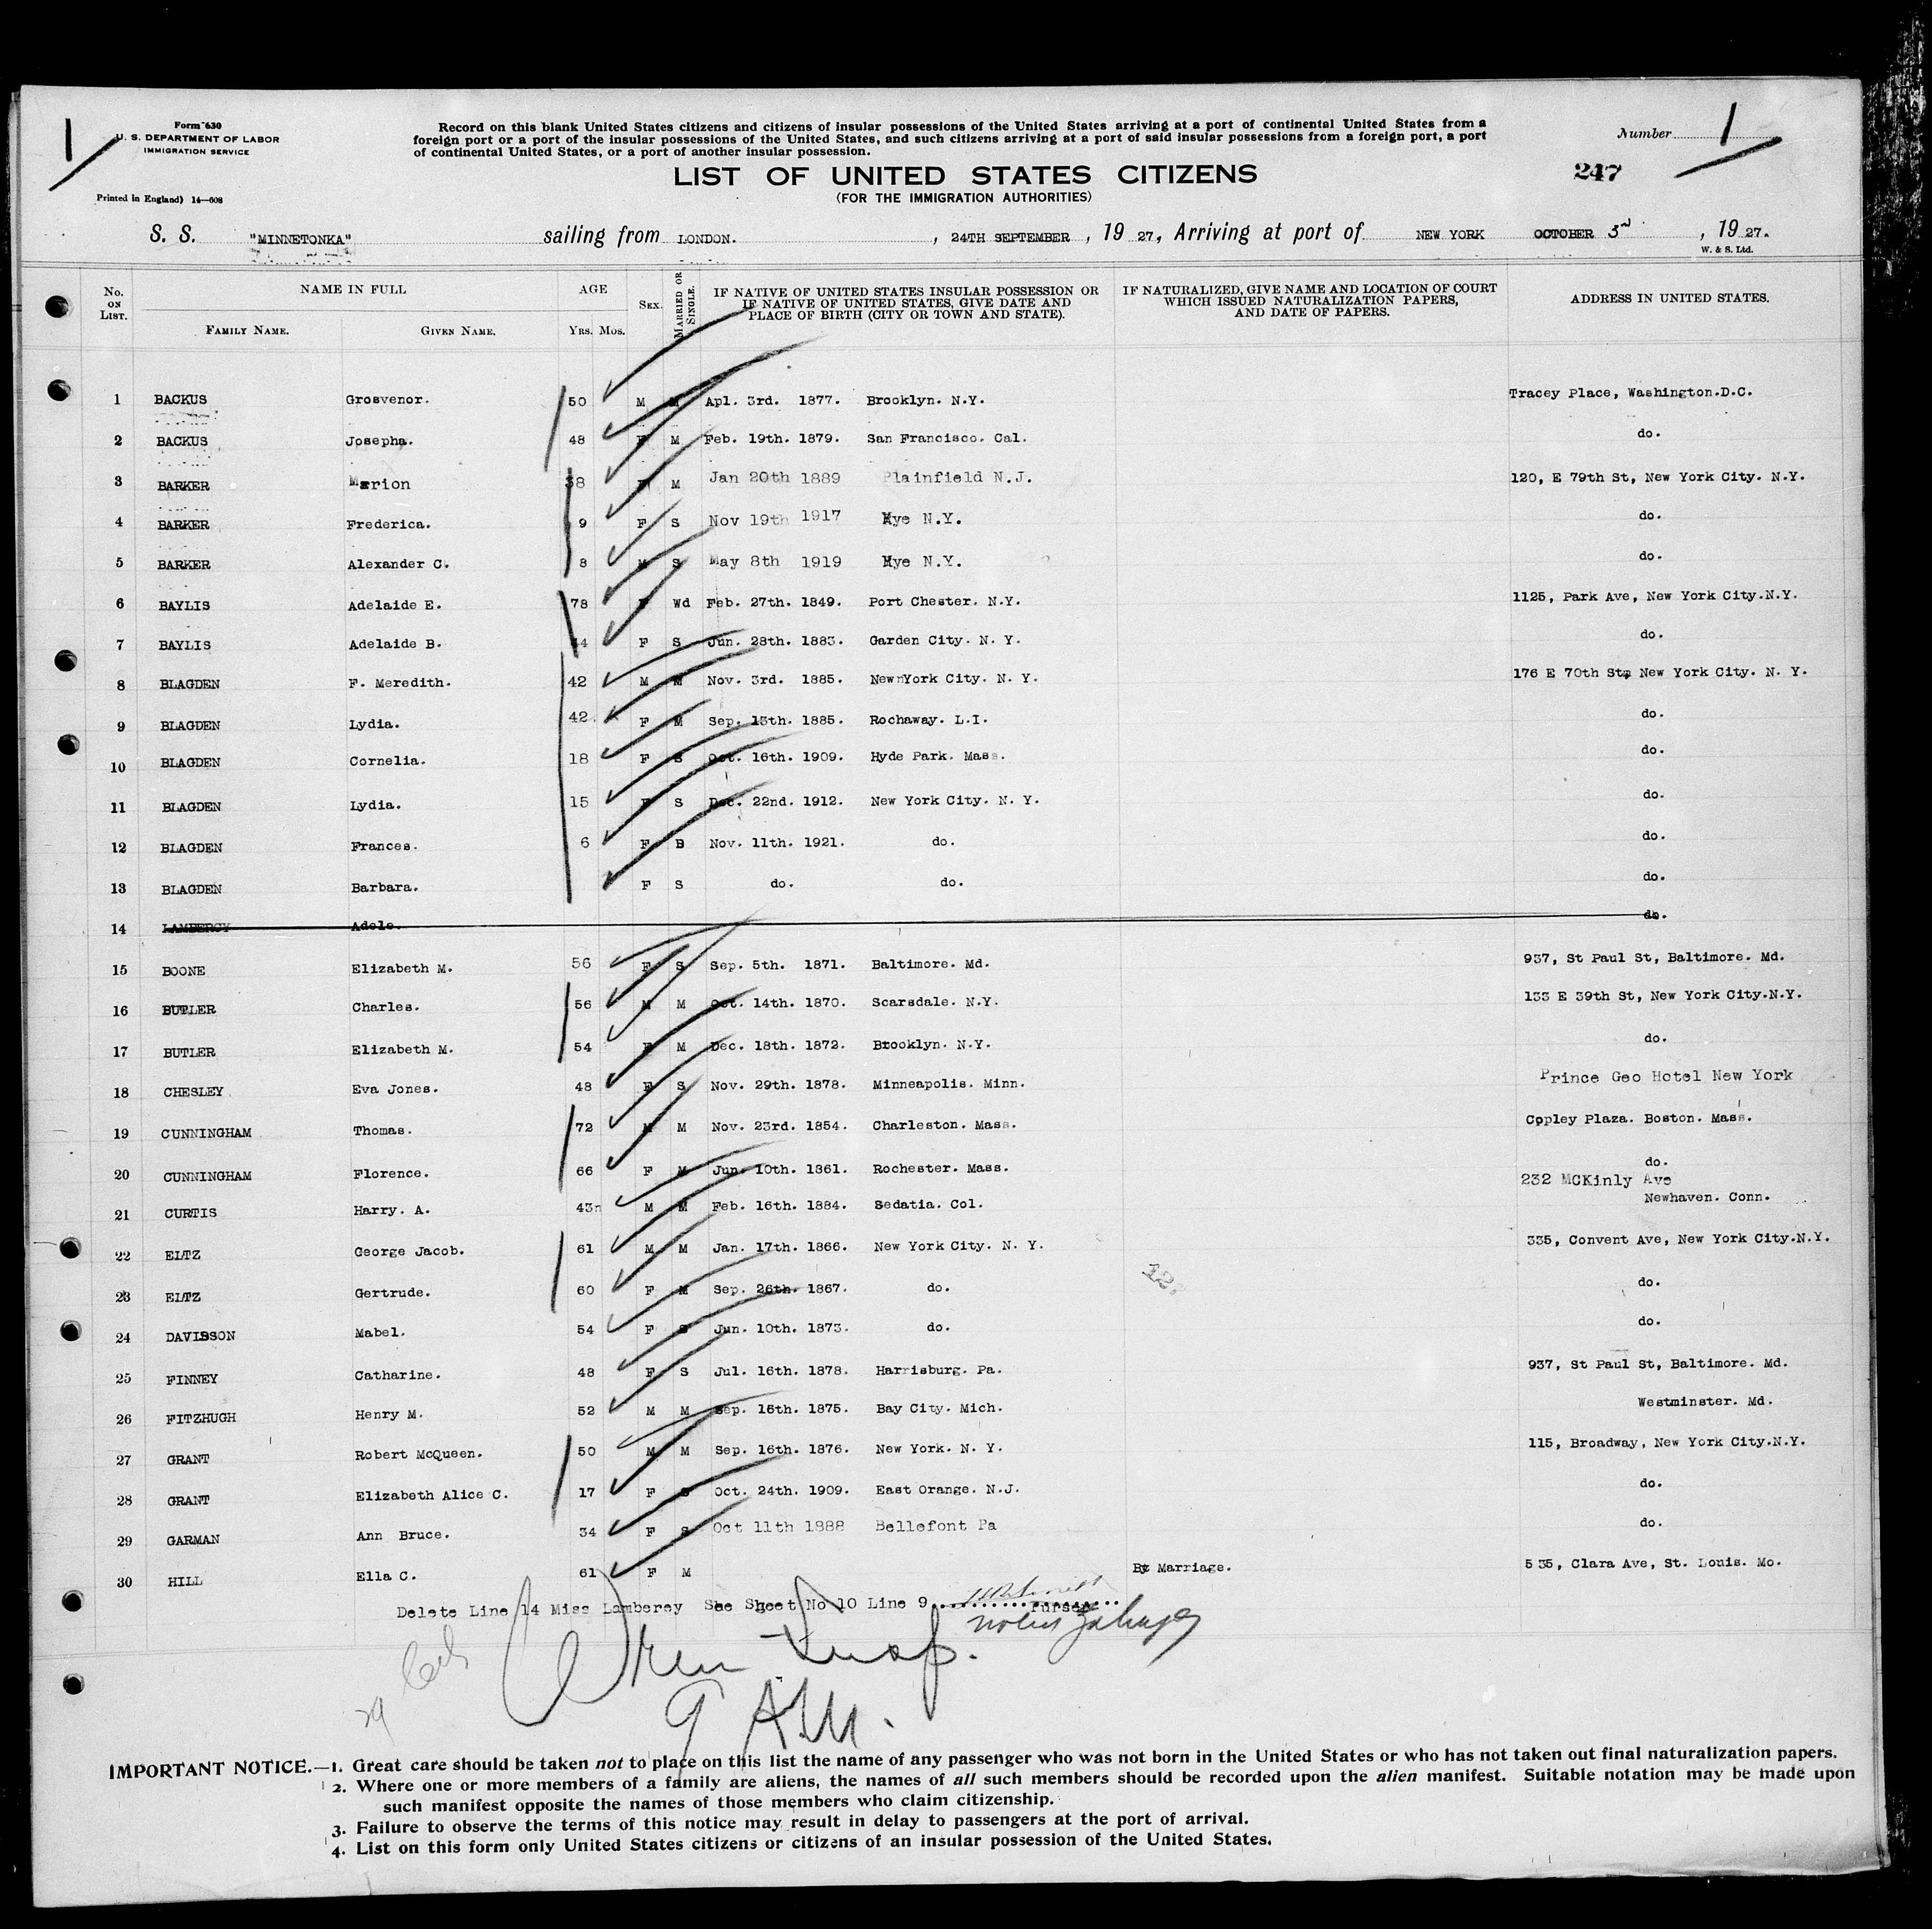 1
Form 630
U. S. DEPARTMENT OF LABOR
IMMIGRATION SERVICE
Printed in England) 14—608
Record on this blank United States citizens and citizens of insular possessions of the United States arriving at a port of continental United States from a
foreign port or a port of the insular possessions of the United States, and such citizens arriving at a port of said insular possessions from a foreign port, a port
of continental United States, or a port of another insular possession.
Number 1
247
LIST OF UNITED STATES CITIZENS
(FOR THE IMMIGRATION AUTHORITIES)
S. S. "MINNETONKA" sailing from LONDON. , 24TH SEPTEMBER , 19 27, Arriving at port of NEW YORK OCTOBER 3rd , 19 27.
W. & S. Ltd.
No. ON LIST. NAME IN FULL FAMILY NAME. GIVEN NAME. AGE YRS. MOS. SEX. MARRIED OR SINGLE. IF NATIVE OF UNITED STATES INSULAR POSSESSION OR IF NATIVE OF UNITED STATES, GIVE DATE AND PLACE OF BIRTH (CITY OR TOWN AND STATE). IF NATURALIZED, GIVE NAME AND LOCATION OF COURT WHICH ISSUED NATURALIZATION PAPERS, AND DATE OF PAPERS. ADDRESS IN UNITED STATES.
1 BACKUS Grosvenor. 50 M M Apl. 3rd. 1877. Brooklyn. N.Y. Tracey Place, Washington.D.C.
2 BACKUS Josepha. 48 F M Feb. 19th. 1879. San Francisco. Cal. do.
3 BARKER Marion 38 F M Jan 20th 1889 Plainfield N.J. 120, E 79th St, New York City. N.Y.
4 BARKER Frederica. 9 F S Nov 19th 1917 Rye N.Y. do.
5 BARKER Alexander C. 8 M S May 8th 1919 Rye N.Y. do.
6 BAYLIS Adelaide E. 78 F Wd Feb. 27th. 1849. Port Chester. N.Y. 1125, Park Ave, New York City.N.Y.
7 BAYLIS Adelaide B. 44 F S Jun. 28th. 1883. Garden City. N. Y. do.
8 BLAGDEN F. Meredith. 42 M M Nov. 3rd. 1885. NewnYork City. N. Y. 176 E 70th St, New York City. N. Y.
9 BLAGDEN Lydia. 42. F M Sep. 13th. 1885. Rochaway. L.I. do.
10 BLAGDEN Cornelia. 18 F S Oct. 16th. 1909. Hyde Park. Mass. do.
11 BLAGDEN Lydia. 15 F S Dec. 22nd. 1912. New York City. N. Y. do.
12 BLAGDEN Frances. 6 F S Nov. 11th. 1921. do. do.
13 BLAGDEN Barbara. F S do. do. do.
14 LAMBERCY Adele. do.
15 BOONE Elizabeth M. 56 F S Sep. 5th. 1871. Baltimore. Md. 937, St Paul St, Baltimore. Md.
16 BUTLER Charles. 56 M M Oct. 14th. 1870. Scarsdale. N.Y. 133 E 39th St, New York City.N.Y.
17 BUTLER Elizabeth M. 54 F M Dec. 18th. 1872. Brooklyn. N.Y. do.
18 CHESLEY Eva Jones. 48 F S Nov. 29th. 1878. Minneapolis. Minn. Prince Geo Hotel New York
19 CUNNINGHAM Thomas. 72 M M Nov. 23rd. 1854. Charleston. Mass. Copley Plaza. Boston. Mass.
20 CUNNINGHAM Florence. 66 F M Jun. 10th. 1861. Rochester. Mass. do.
21 CURTIS Harry. A. 43 M M Feb. 16th. 1884. Sedatia. Col. 232 MCKinly Ave Newhaven. Conn.
22 ELTZ George Jacob. 61 M M Jan. 17th. 1866. New York City. N. Y. 335, Convent Ave, New York City.N.Y.
23 ELTZ Gertrude. 60 F M Sep. 26th. 1867. do. do.
24 DAVIDSON Mabel. 54 F S Jun. 10th. 1873. do. do.
25 FINNEY Catharine. 48 F S Jul. 16th. 1878. Harrisburg. Pa. 937, St Paul St, Baltimore. Md.
26 FITZHUGH Henry M. 52 M M Sep. 16th. 1875. Bay City. Mich. Westminster. Md.
27 GRANT Robert McQueen. 50 M M Sep. 16th. 1876. New York. N. Y. 115, Broadway, New York City.N.Y.
28 GRANT Elizabeth Alice C. 17 F S Oct. 24th. 1909. East Orange. N.J. do.
29 GARMAN Ann Bruce. 34 F S Oct 11th 1888 Bellefont Pa do.
30 HILL Ella C. 61 F M By Marriage. 535, Clara Ave, St. Louis. Mo.
Delete Line 14 Miss Lambercy See Sheet No 10 Line 9 Purser
IMPORTANT NOTICE.—1. Great care should be taken not to place on this list the name of any passenger who was not born in the United States or who has not taken out final naturalization papers.
2. Where one or more members of a family are aliens, the names of all such members should be recorded upon the alien manifest. Suitable notation may be made upon
such manifest opposite the names of those members who claim citizenship.
3. Failure to observe the terms of this notice may result in delay to passengers at the port of arrival.
4. List on this form only United States citizens or citizens of an insular possession of the United States.